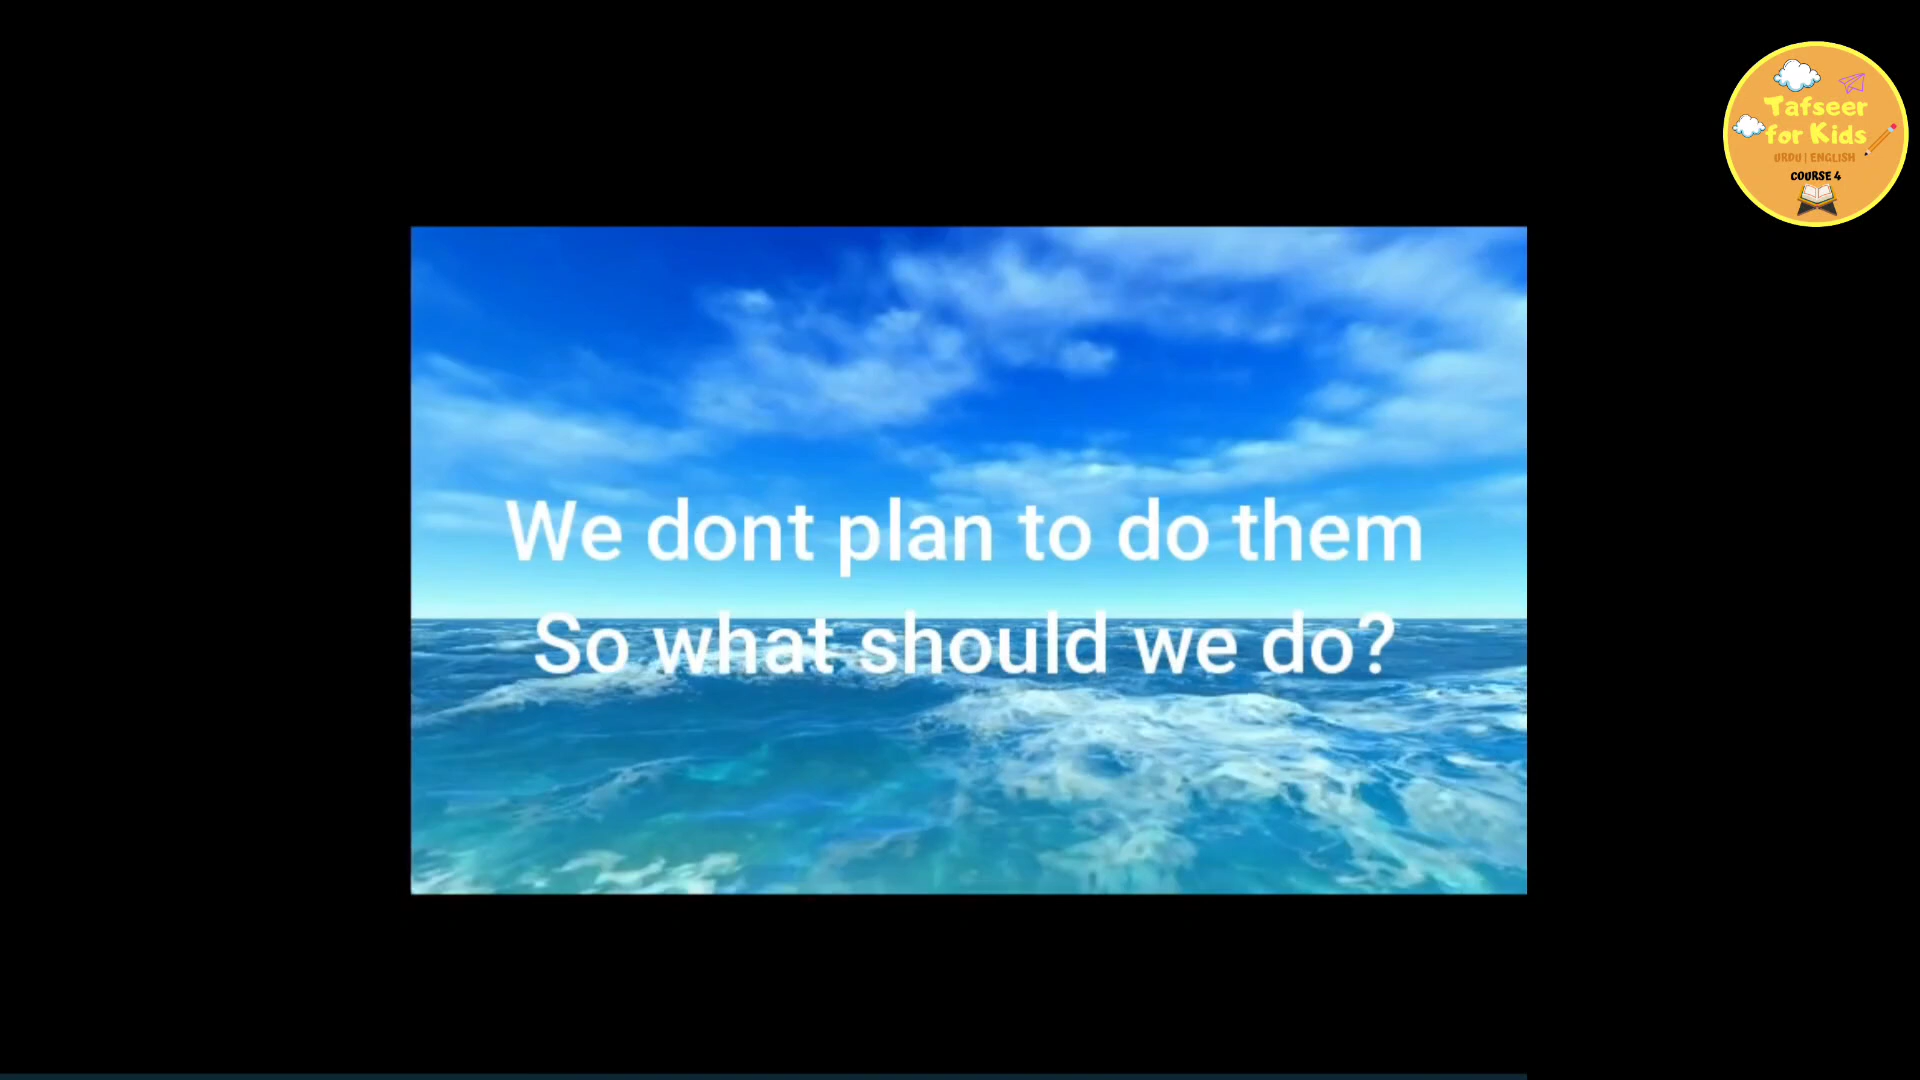 We dont plan to do them
So what should we do?
Tafseer
for Kids
URDU | ENGLISH
COURSE 4